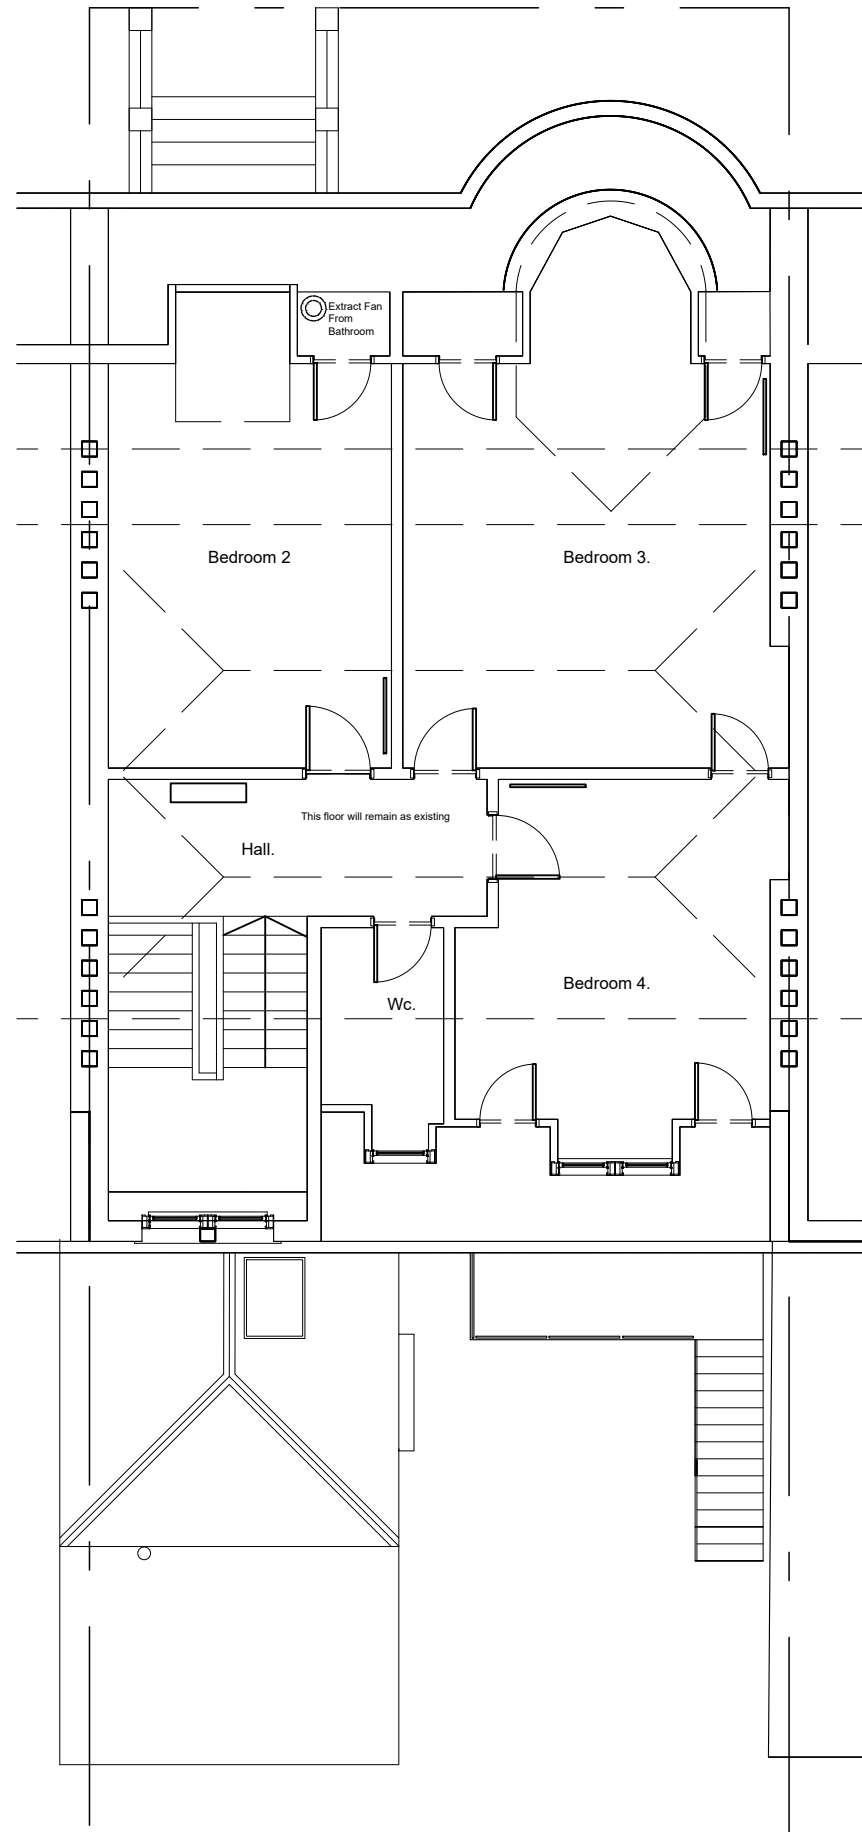 Extract Fan
From
Bathroom
Bedroom 2
Bedroom 3.
This floor will remain as existing
Hall.
Bedroom 4.
Wc.